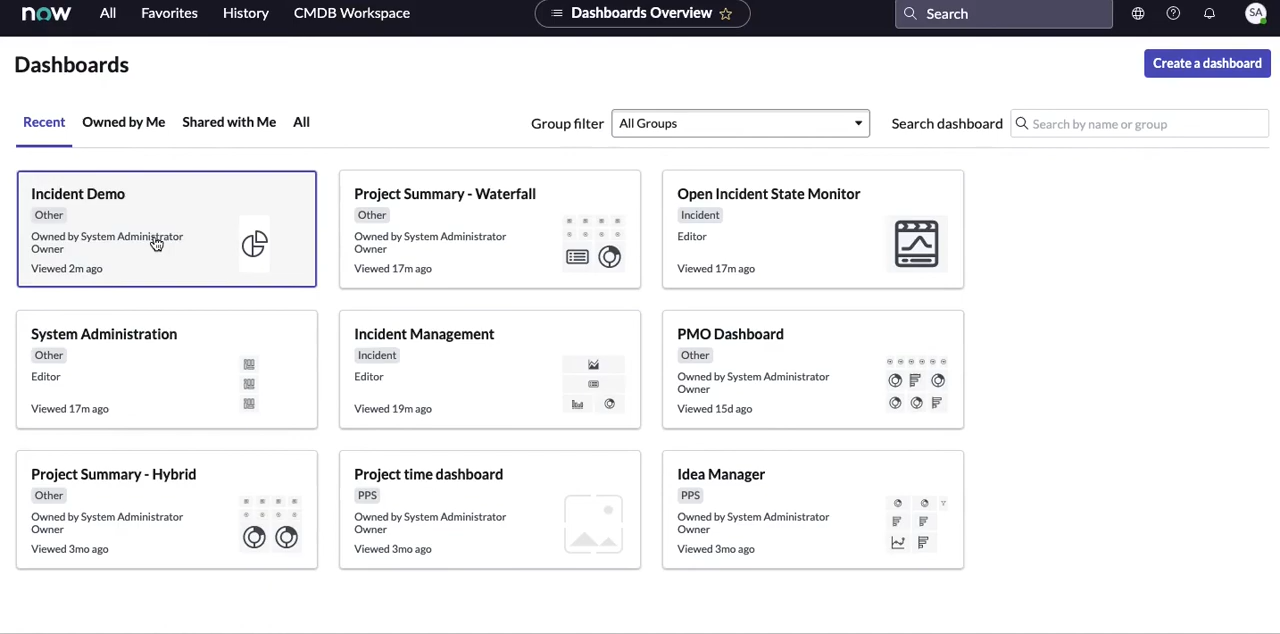 now All Favorites History CMDB Workspace Dashboards Overview Search SA
Dashboards Create a dashboard
Recent Owned by Me Shared with Me All Group filter All Groups Search dashboard Search by name or group
Incident Demo
Other
Owned by System Administrator
Owner
Viewed 2m ago
Project Summary - Waterfall
Other
Owned by System Administrator
Owner
Viewed 17m ago
Open Incident State Monitor
Incident
Editor
Viewed 17m ago
System Administration
Other
Editor
Viewed 17m ago
Incident Management
Incident
Editor
Viewed 19m ago
PMO Dashboard
Other
Owned by System Administrator
Owner
Viewed 15d ago
Project Summary - Hybrid
Other
Owned by System Administrator
Owner
Viewed 3mo ago
Project time dashboard
PPS
Owned by System Administrator
Owner
Viewed 3mo ago
Idea Manager
PPS
Owned by System Administrator
Owner
Viewed 3mo ago